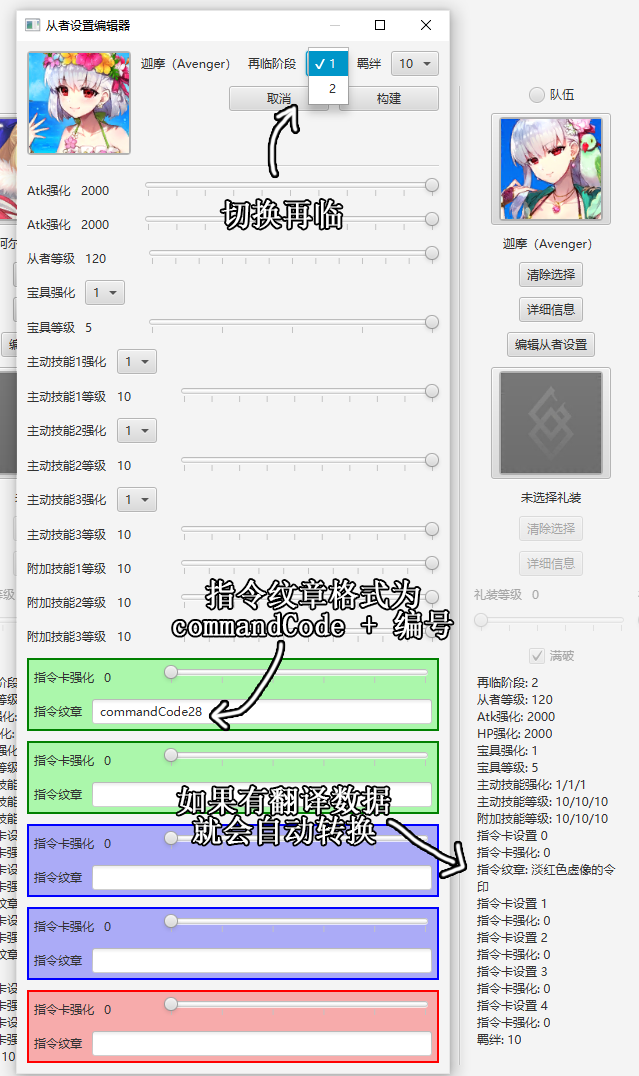 从者设置编辑器
迦摩（Avenger）
再临阶段
✓ 1
2
羁绊
10
取消
构建
切换再临
Atk强化 2000
Atk强化 2000
从者等级 120
宝具强化 1
宝具等级 5
主动技能1强化 1
主动技能1等级 10
主动技能2强化 1
主动技能2等级 10
主动技能3强化 1
主动技能3等级 10
附加技能1等级 10
附加技能2等级 10
附加技能3等级 10
指令纹章格式为
commandCode + 编号
指令卡强化 0
指令纹章 commandCode28
指令卡强化 0
指令纹章
如果有翻译数据
就会自动转换
指令卡强化 0
指令纹章
指令卡强化 0
指令纹章
指令卡强化 0
指令纹章
队伍
迦摩（Avenger）
清除选择
详细信息
编辑从者设置
未选择礼装
清除选择
详细信息
礼装等级 0
满破
再临阶段: 2
从者等级: 120
Atk强化: 2000
HP强化: 2000
宝具强化: 1
宝具等级: 5
主动技能强化: 1/1/1
主动技能等级: 10/10/10
附加技能等级: 10/10/10
指令卡设置 0
指令卡强化: 0
指令纹章: 淡红色虚像的令
印
指令卡设置 1
指令卡强化: 0
指令卡设置 2
指令卡强化: 0
指令卡设置 3
指令卡强化: 0
指令卡设置 4
指令卡强化: 0
羁绊: 10